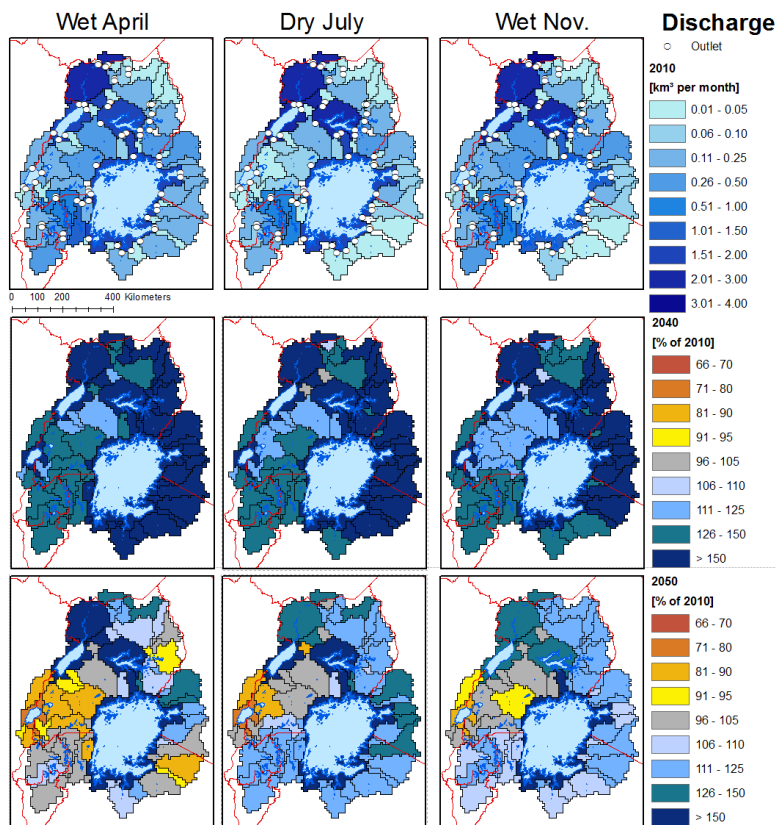 Wet April
Dry July
Wet Nov.
Discharge
Outlet
2010
[km³ per month]
0.01 - 0.05
0.06 - 0.10
0.11 - 0.25
0.26 - 0.50
0.51 - 1.00
1.01 - 1.50
1.51 - 2.00
2.01 - 3.00
3.01 - 4.00
0 100 200 400 Kilometers
2040
[% of 2010]
66 - 70
71 - 80
81 - 90
91 - 95
96 - 105
106 - 110
111 - 125
126 - 150
> 150
2050
[% of 2010]
66 - 70
71 - 80
81 - 90
91 - 95
96 - 105
106 - 110
111 - 125
126 - 150
> 150